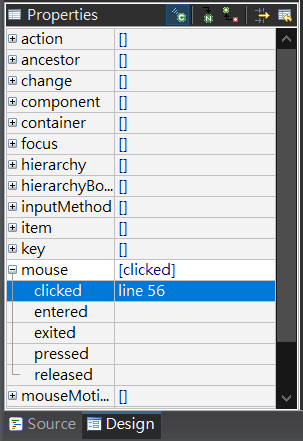 Properties
action []
ancestor []
change []
component []
container []
focus []
hierarchy []
hierarchyBo... []
inputMethod []
item []
key []
mouse [clicked]
clicked line 56
entered
exited
pressed
released
mouseMoti... []
Source Design